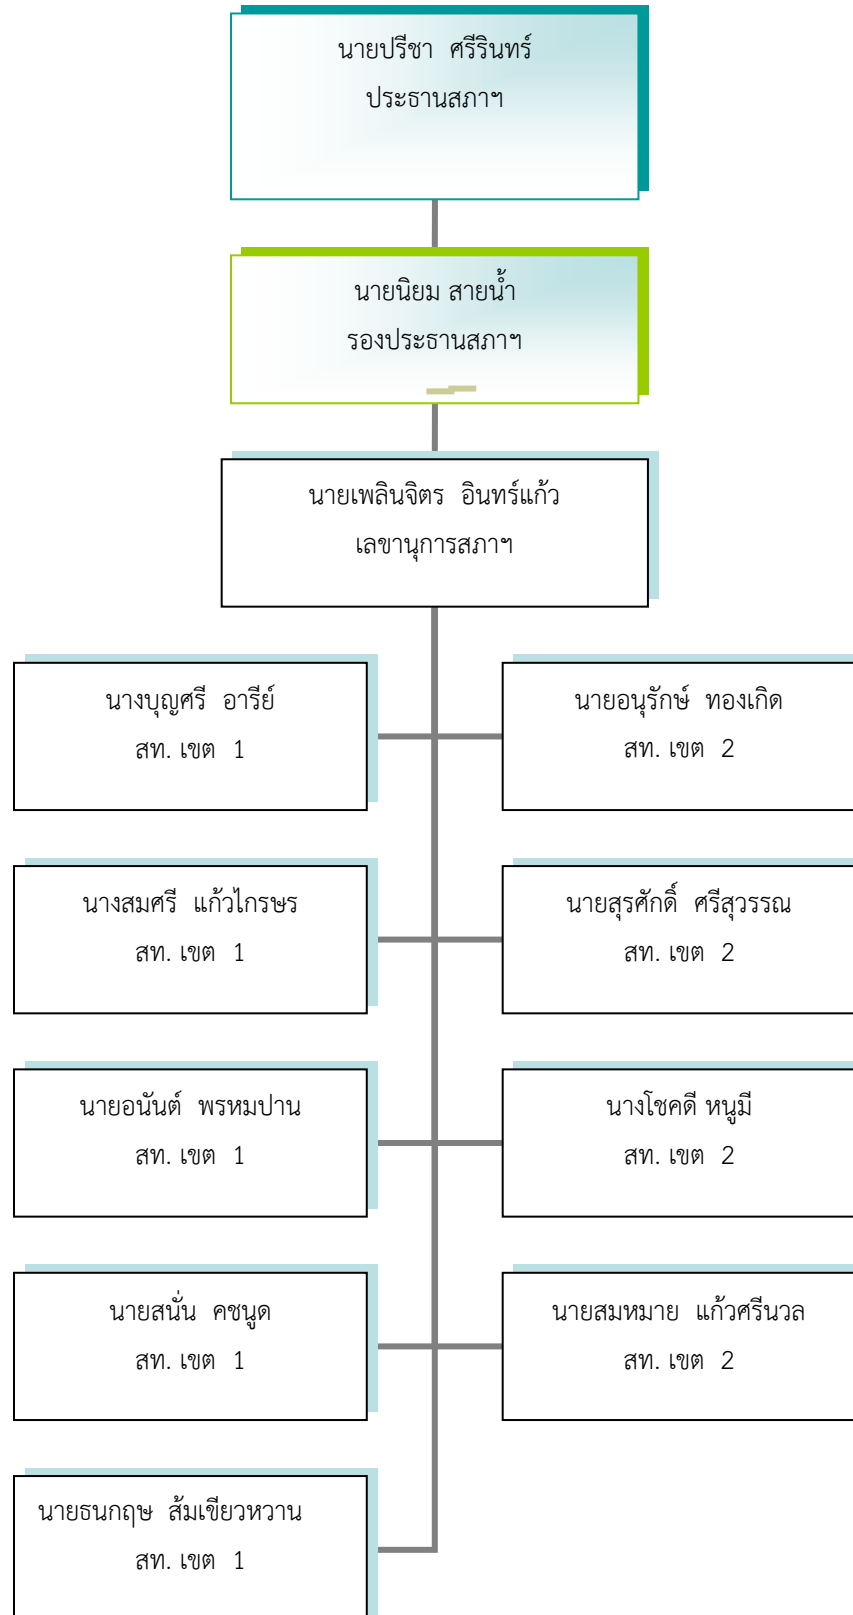 นายปรีชา ศรีรินทร์
ประธานสภาฯ
นายนิยม สายน้ำ
รองประธานสภาฯ
นายเพลินจิตร อินทร์แก้ว
เลขานุการสภาฯ
นางบุญศรี อารีย์
สท. เขต 1
นายอนุรักษ์ ทองเกิด
สท. เขต 2
นางสมศรี แก้วไกรษร
สท. เขต 1
นายสุรศักดิ์ ศรีสุวรรณ
สท. เขต 2
นายอนันต์ พรหมปาน
สท. เขต 1
นางโชคดี หนูมี
สท. เขต 2
นายสนั่น คชนูด
สท. เขต 1
นายสมหมาย แก้วศรีนวล
สท. เขต 2
นายธนกฤษ ส้มเขียวหวาน
สท. เขต 1